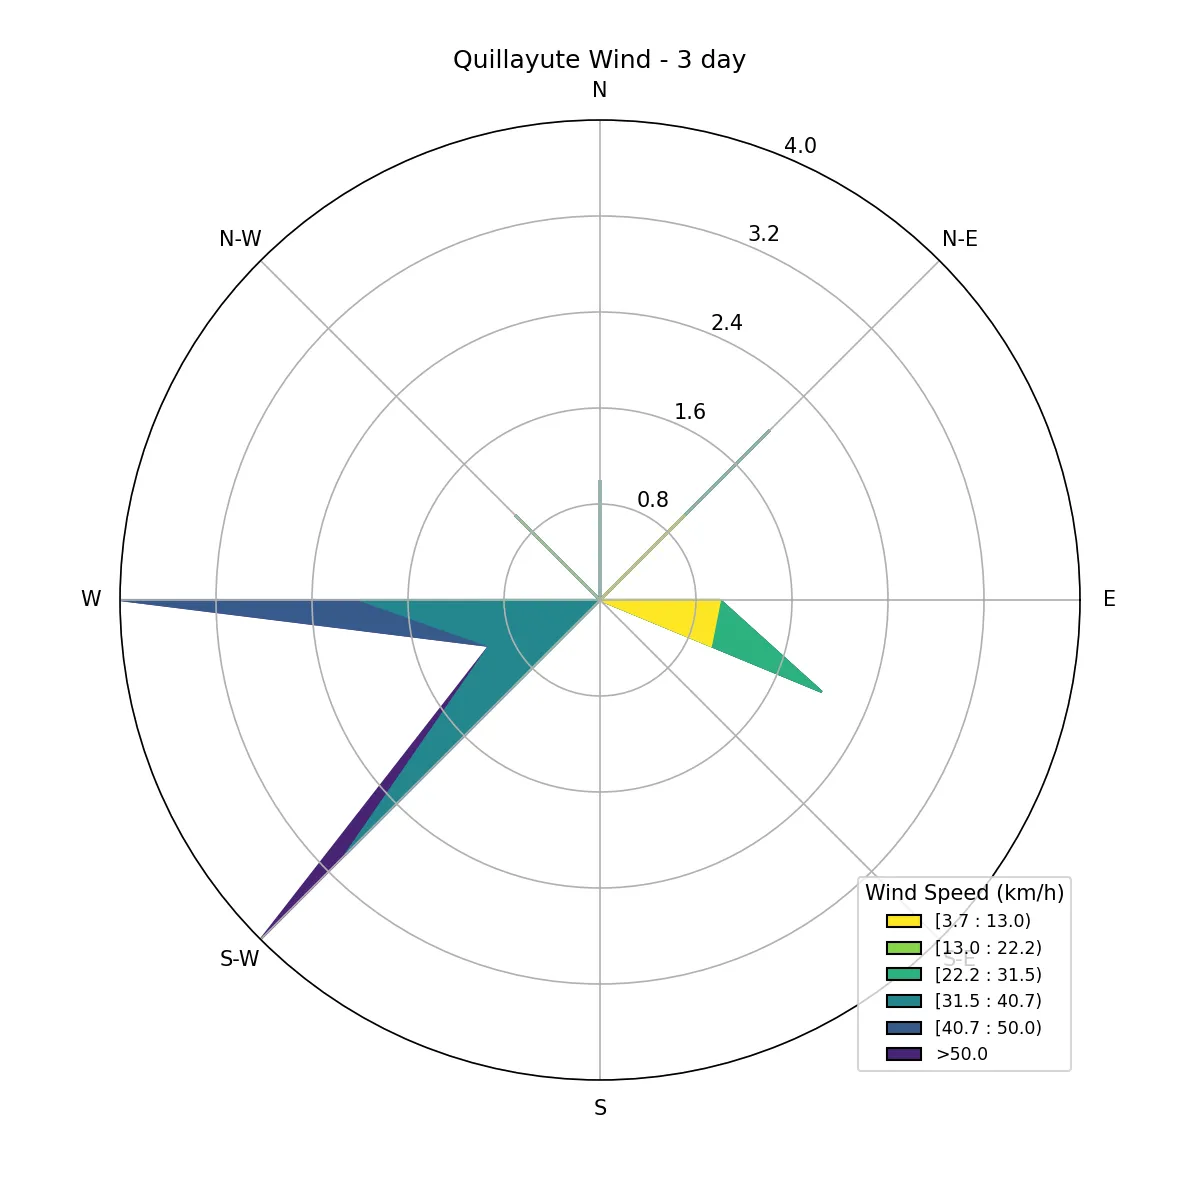 Quillayute Wind - 3 day
N
4.0
N-W
3.2
N-E
2.4
1.6
0.8
W
E
S-W
S-E
S
Wind Speed (km/h)
[3.7 : 13.0)
[13.0 : 22.2)
[22.2 : 31.5)
[31.5 : 40.7)
[40.7 : 50.0)
>50.0